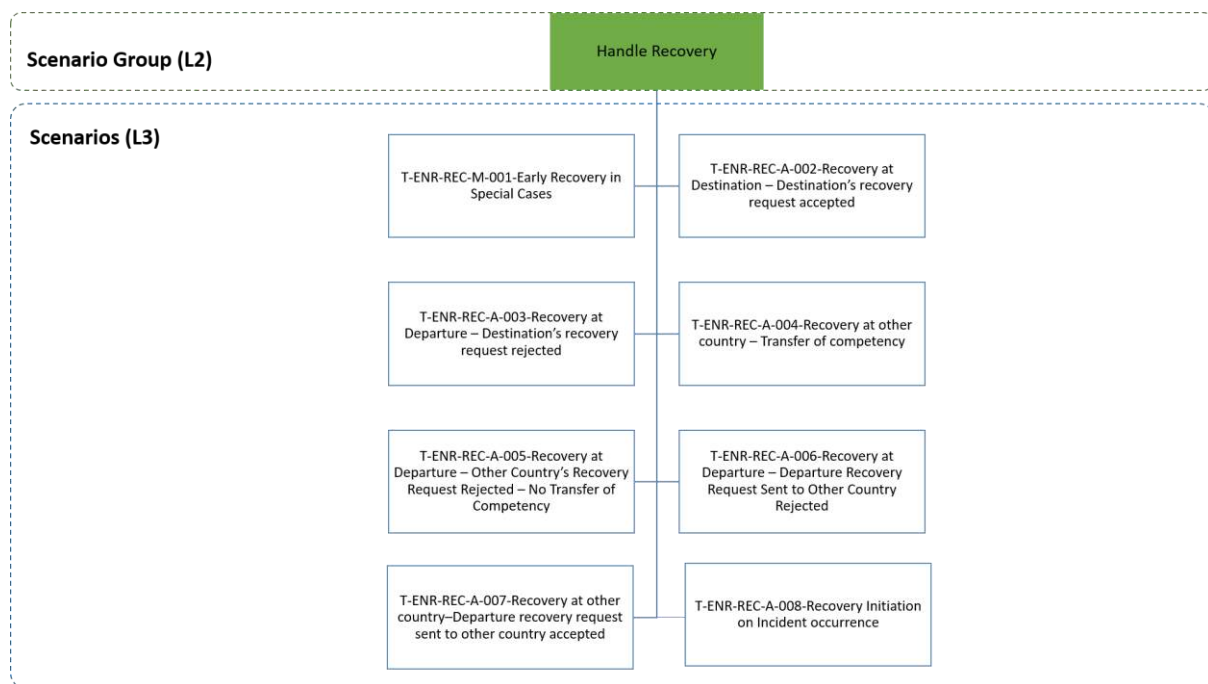 Scenario Group (L2)
Handle Recovery
Scenarios (L3)
T-ENR-REC-M-001-Early Recovery in
Special Cases
T-ENR-REC-A-002-Recovery at
Destination – Destination’s recovery
request accepted
T-ENR-REC-A-003-Recovery at
Departure – Destination’s recovery
request rejected
T-ENR-REC-A-004-Recovery at other
country – Transfer of competency
T-ENR-REC-A-005-Recovery at
Departure – Other Country’s Recovery
Request Rejected – No Transfer of
Competency
T-ENR-REC-A-006-Recovery at
Departure – Departure Recovery
Request Sent to Other Country
Rejected
T-ENR-REC-A-007-Recovery at other
country–Departure recovery request
sent to other country accepted
T-ENR-REC-A-008-Recovery Initiation
on Incident occurrence